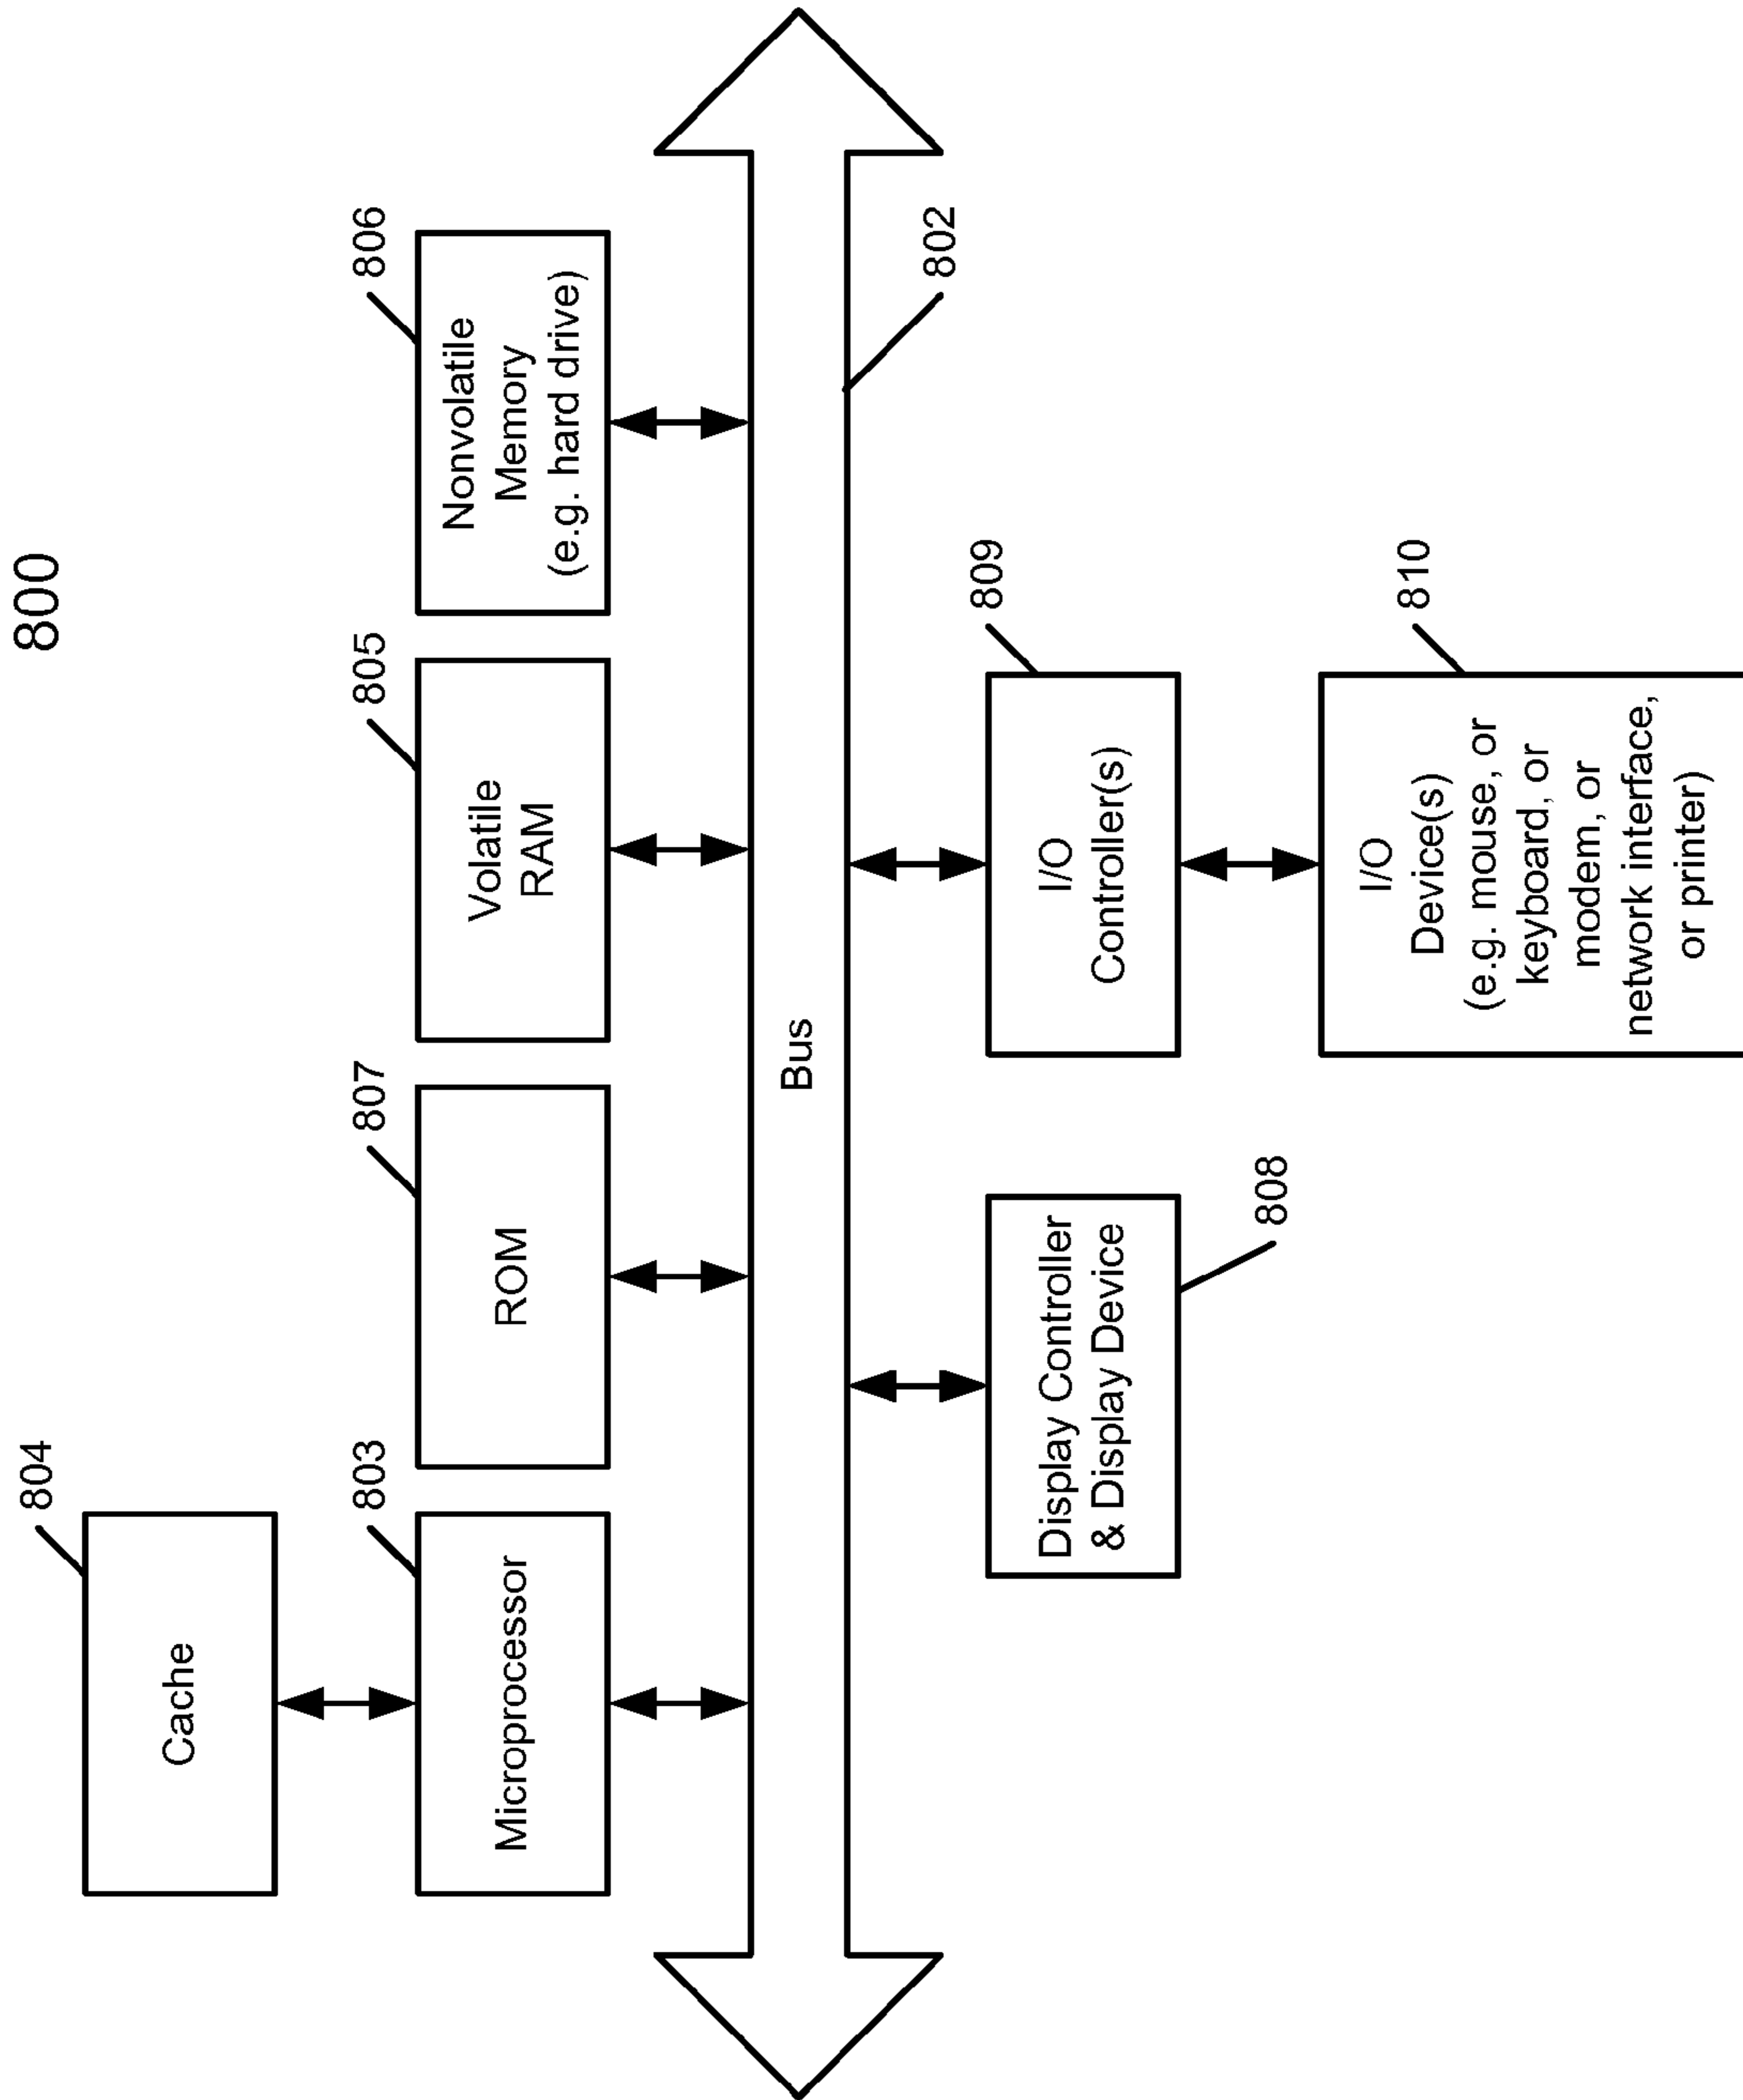 800
804
Cache
803
807
805
806
Microprocessor
ROM
Volatile
RAM
Nonvolatile
Memory
(e.g. hard drive)
Bus
802
809
Display Controller
& Display Device
I/O
Controller(s)
808
810
I/O
Device(s)
(e.g. mouse, or
keyboard, or
modem, or
network interface,
or printer)